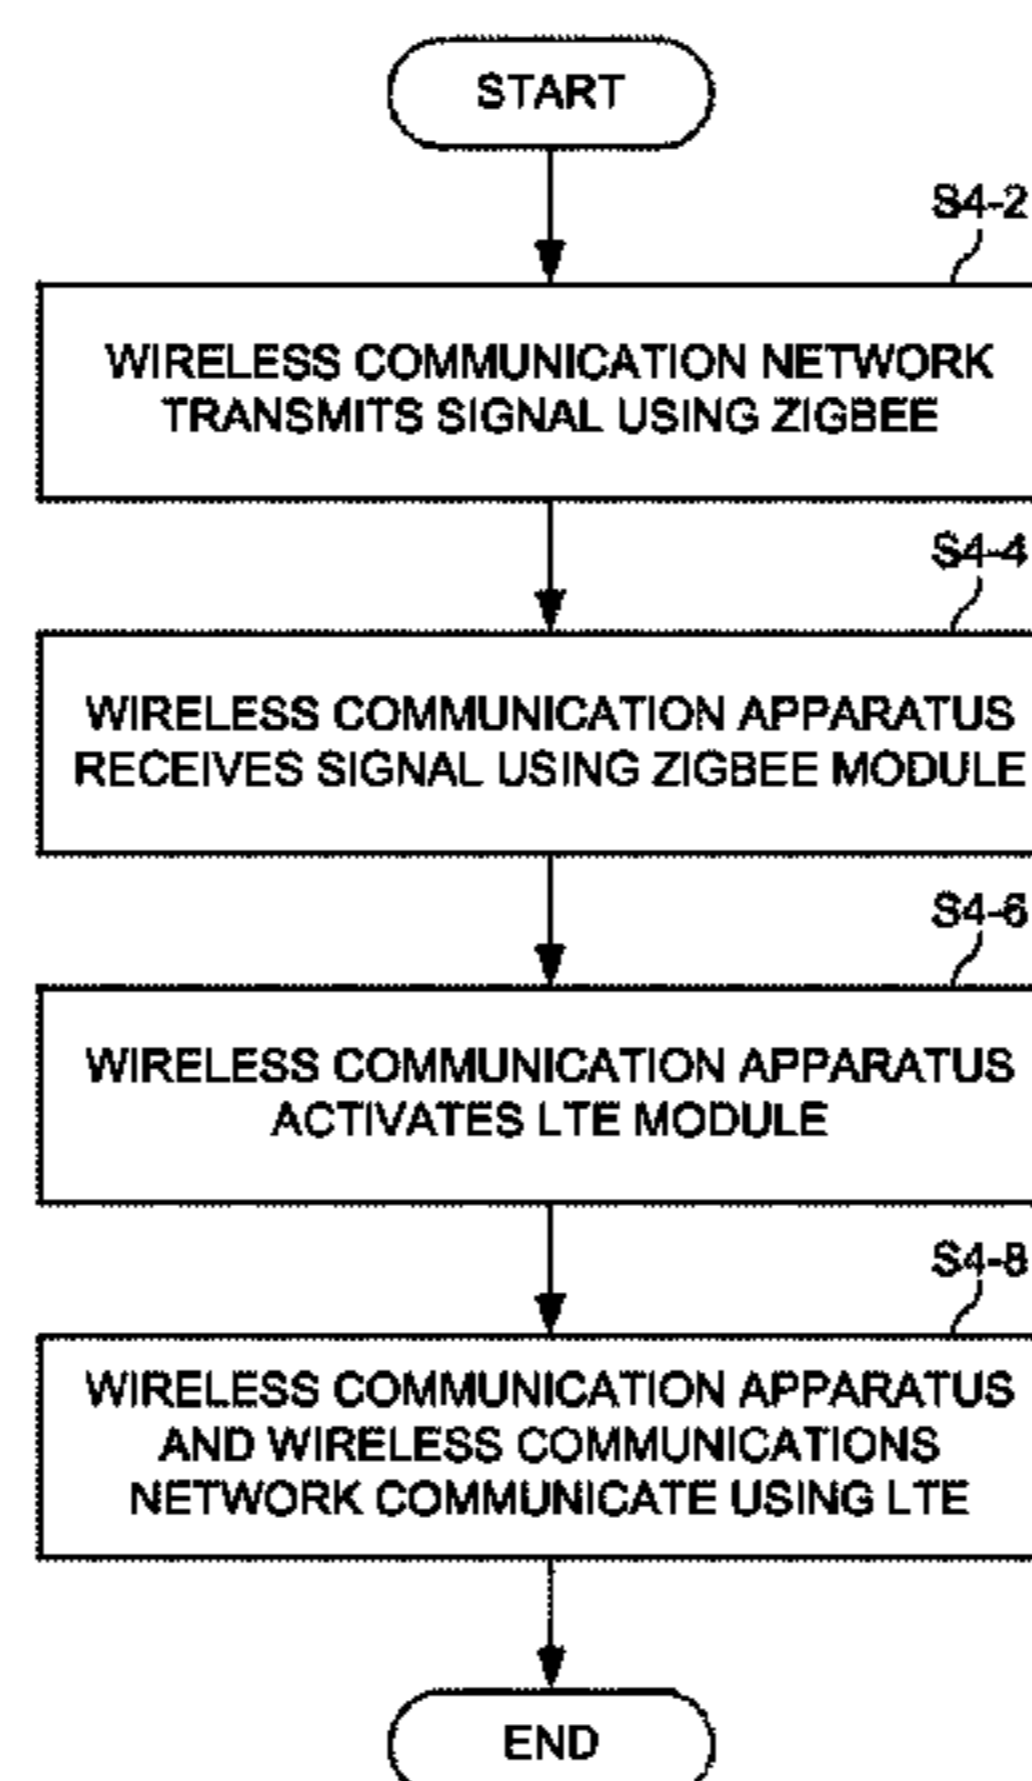 START
S4-2
WIRELESS COMMUNICATION NETWORK
TRANSMITS SIGNAL USING ZIGBEE
S4-4
WIRELESS COMMUNICATION APPARATUS
RECEIVES SIGNAL USING ZIGBEE MODULE
S4-6
WIRELESS COMMUNICATION APPARATUS
ACTIVATES LTE MODULE
S4-8
WIRELESS COMMUNICATION APPARATUS
AND WIRELESS COMMUNICATIONS
NETWORK COMMUNICATE USING LTE
END